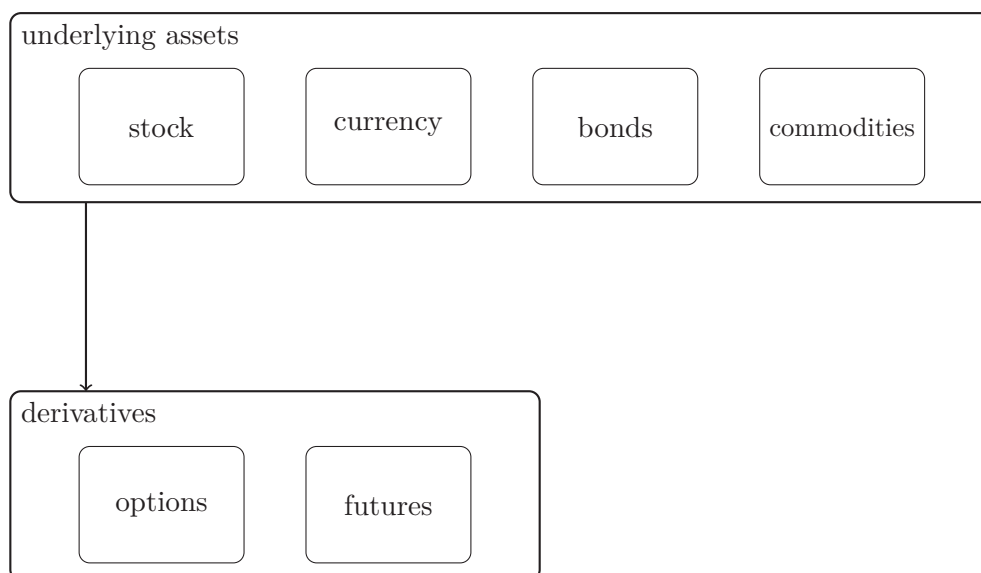 underlying assets
stock
currency
bonds
commodities
derivatives
options
futures